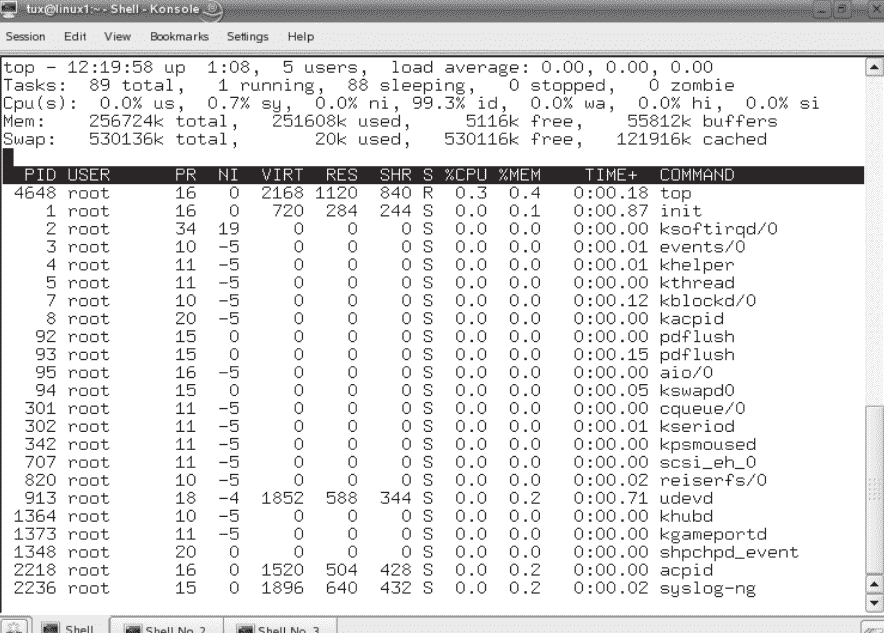 tux@linux1:~ - Shell - Konsole
Session Edit View Bookmarks Settings Help
top - 12:19:58 up  1:08,  5 users,  load average: 0.00, 0.00, 0.00
Tasks:  89 total,   1 running,  88 sleeping,   0 stopped,   0 zombie
Cpu(s):  0.0% us,  0.7% sy,  0.0% ni, 99.3% id,  0.0% wa,  0.0% hi,  0.0% si
Mem:    256724k total,   251608k used,     5116k free,    55812k buffers
Swap:   530136k total,       20k used,   530116k free,   121916k cached
PID USER PR NI VIRT RES SHR S %CPU %MEM TIME+ COMMAND
4648 root 16 0 2168 1120 840 R 0.3 0.4 0:00.18 top
1 root 16 0 720 284 244 S 0.0 0.1 0:00.87 init
2 root 34 19 0 0 0 S 0.0 0.0 0:00.00 ksoftirqd/0
3 root 10 -5 0 0 0 S 0.0 0.0 0:00.01 events/0
4 root 11 -5 0 0 0 S 0.0 0.0 0:00.01 khelper
5 root 11 -5 0 0 0 S 0.0 0.0 0:00.00 kthread
7 root 10 -5 0 0 0 S 0.0 0.0 0:00.12 kblockd/0
8 root 20 -5 0 0 0 S 0.0 0.0 0:00.00 kacpid
92 root 15 0 0 0 0 S 0.0 0.0 0:00.00 pdflush
93 root 15 0 0 0 0 S 0.0 0.0 0:00.15 pdflush
95 root 16 -5 0 0 0 S 0.0 0.0 0:00.00 aio/0
94 root 15 0 0 0 0 S 0.0 0.0 0:00.05 kswapd0
301 root 11 -5 0 0 0 S 0.0 0.0 0:00.00 cqueue/0
302 root 11 -5 0 0 0 S 0.0 0.0 0:00.01 kseriod
342 root 11 -5 0 0 0 S 0.0 0.0 0:00.00 kpsmoused
707 root 11 -5 0 0 0 S 0.0 0.0 0:00.00 scsi_eh_0
820 root 10 -5 0 0 0 S 0.0 0.0 0:00.02 reiserfs/0
913 root 18 -4 1852 588 344 S 0.0 0.2 0:00.71 udevd
1364 root 10 -5 0 0 0 S 0.0 0.0 0:00.00 khubd
1373 root 11 -5 0 0 0 S 0.0 0.0 0:00.00 kgameportd
1348 root 20 0 0 0 0 S 0.0 0.0 0:00.00 shpchpd_event
2218 root 16 0 1520 504 428 S 0.0 0.2 0:00.00 acpid
2236 root 15 0 1896 640 432 S 0.0 0.2 0:00.02 syslog-ng
Shell Shell No. 2 Shell No. 3